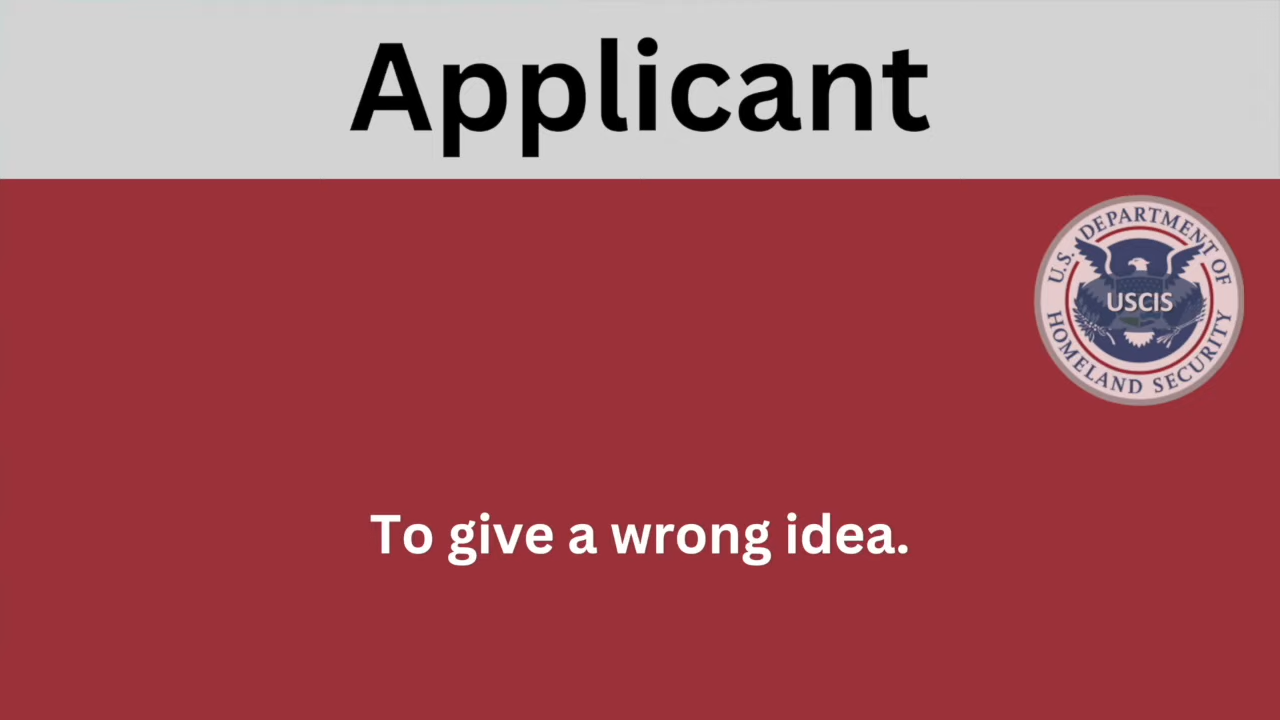 Applicant
U.S. DEPARTMENT OF
USCIS
HOMELAND SECURITY
To give a wrong idea.